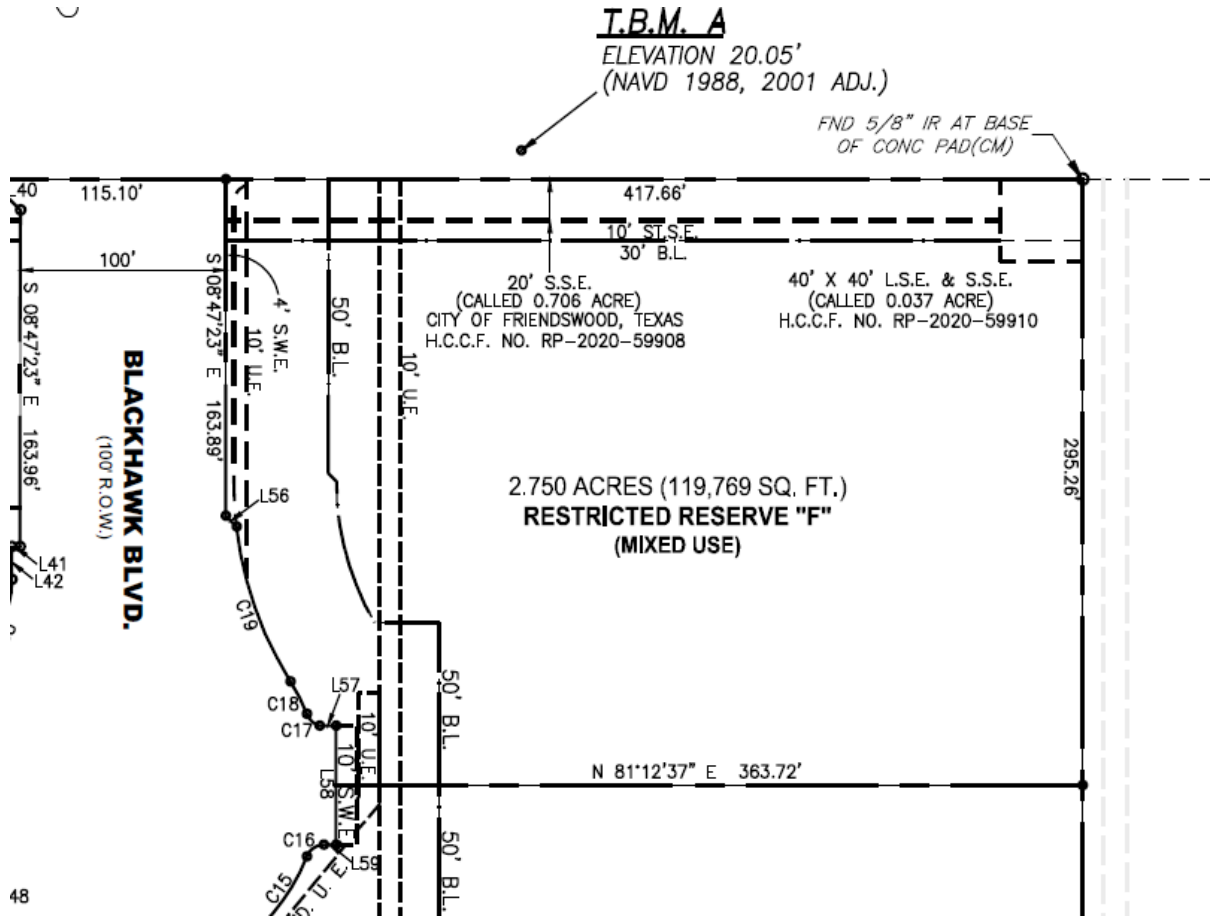 T.B.M. A
ELEVATION 20.05'
(NAVD 1988, 2001 ADJ.)
FND 5/8" IR AT BASE
OF CONC PAD(CM)
40
115.10'
417.66'
10' ST.S.E.
30' B.L.
100'
20' S.S.E.
(CALLED 0.706 ACRE)
CITY OF FRIENDSWOOD, TEXAS
H.C.C.F. NO. RP-2020-59908
40' X 40' L.S.E. & S.S.E.
(CALLED 0.037 ACRE)
H.C.C.F. NO. RP-2020-59910
S 08°47'23" E 163.96'
S 08°47'23" E 163.89'
4' S.W.E.
10' U.E.
50' B.L.
10' U.E.
BLACKHAWK BLVD.
(100' R.O.W.)
295.26'
2.750 ACRES (119,769 SQ. FT.)
RESTRICTED RESERVE "F"
(MIXED USE)
L56
L41
L42
C19
L57
C18
C17
50' B.L.
10' U.E.
10' S.W.E.
L58
N 81°12'37" E 363.72'
C16
L59
50' B.L.
C15
D. U. E.
48